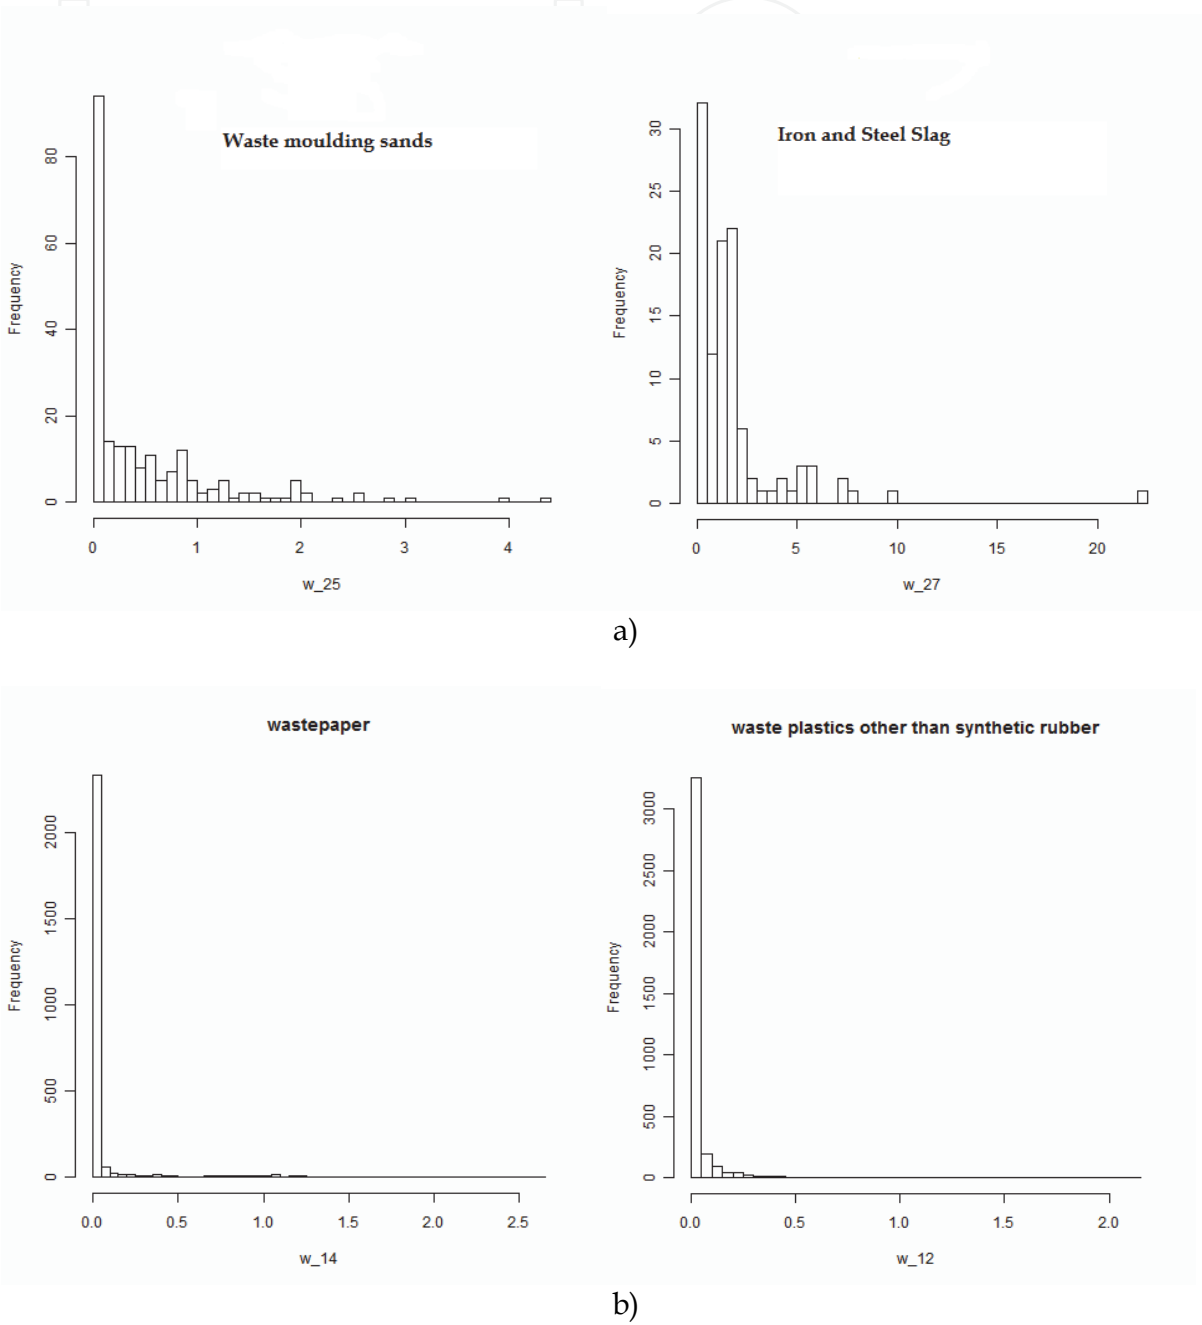 Waste moulding sands
Frequency
0
20
40
60
80
0 1 2 3 4
w_25
Iron and Steel Slag
Frequency
0
5
10
15
20
25
30
0 5 10 15 20
w_27
a)
wastepaper
Frequency
0
500
1000
1500
2000
0.0 0.5 1.0 1.5 2.0 2.5
w_14
waste plastics other than synthetic rubber
Frequency
0
500
1000
1500
2000
2500
3000
0.0 0.5 1.0 1.5 2.0
w_12
b)